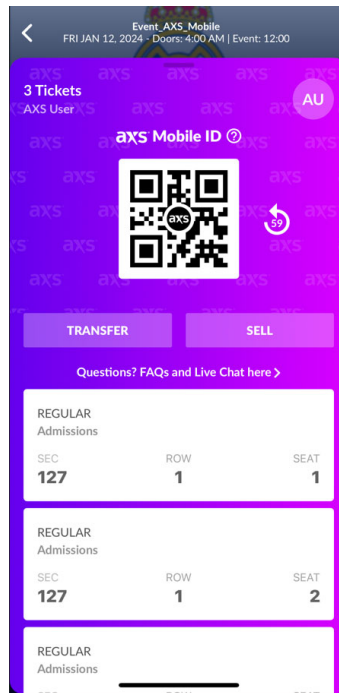 Event_AXS_Mobile
FRI JAN 12, 2024 - Doors: 4:00 AM | Event: 12:00
3 Tickets
AXS User
AU
axs Mobile ID ?
axs
59
TRANSFER SELL
Questions? FAQs and Live Chat here >
REGULAR
Admissions
SEC ROW SEAT
127 1 1
REGULAR
Admissions
SEC ROW SEAT
127 1 2
REGULAR
Admissions